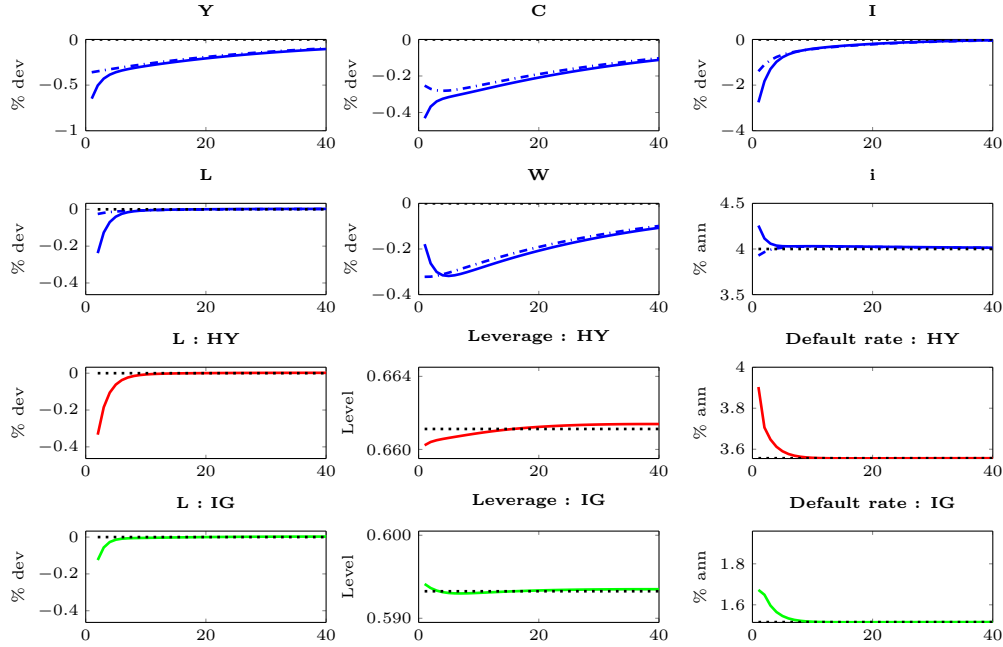 Y
C
I
0
−0.5
−1
% dev
0 20 40
0
−0.2
−0.4
% dev
0 20 40
0
−2
−4
% dev
0 20 40
L
W
i
0
−0.2
−0.4
% dev
0 20 40
0
−0.2
−0.4
% dev
0 20 40
4.5
4
3.5
% ann
0 20 40
L : HY
Leverage : HY
Default rate : HY
0
−0.2
−0.4
% dev
0 20 40
0.664
0.660
Level
0 20 40
4
3.8
3.6
% ann
0 20 40
L : IG
Leverage : IG
Default rate : IG
0
−0.2
−0.4
% dev
0 20 40
0.600
0.590
Level
0 20 40
1.8
1.6
% ann
0 20 40